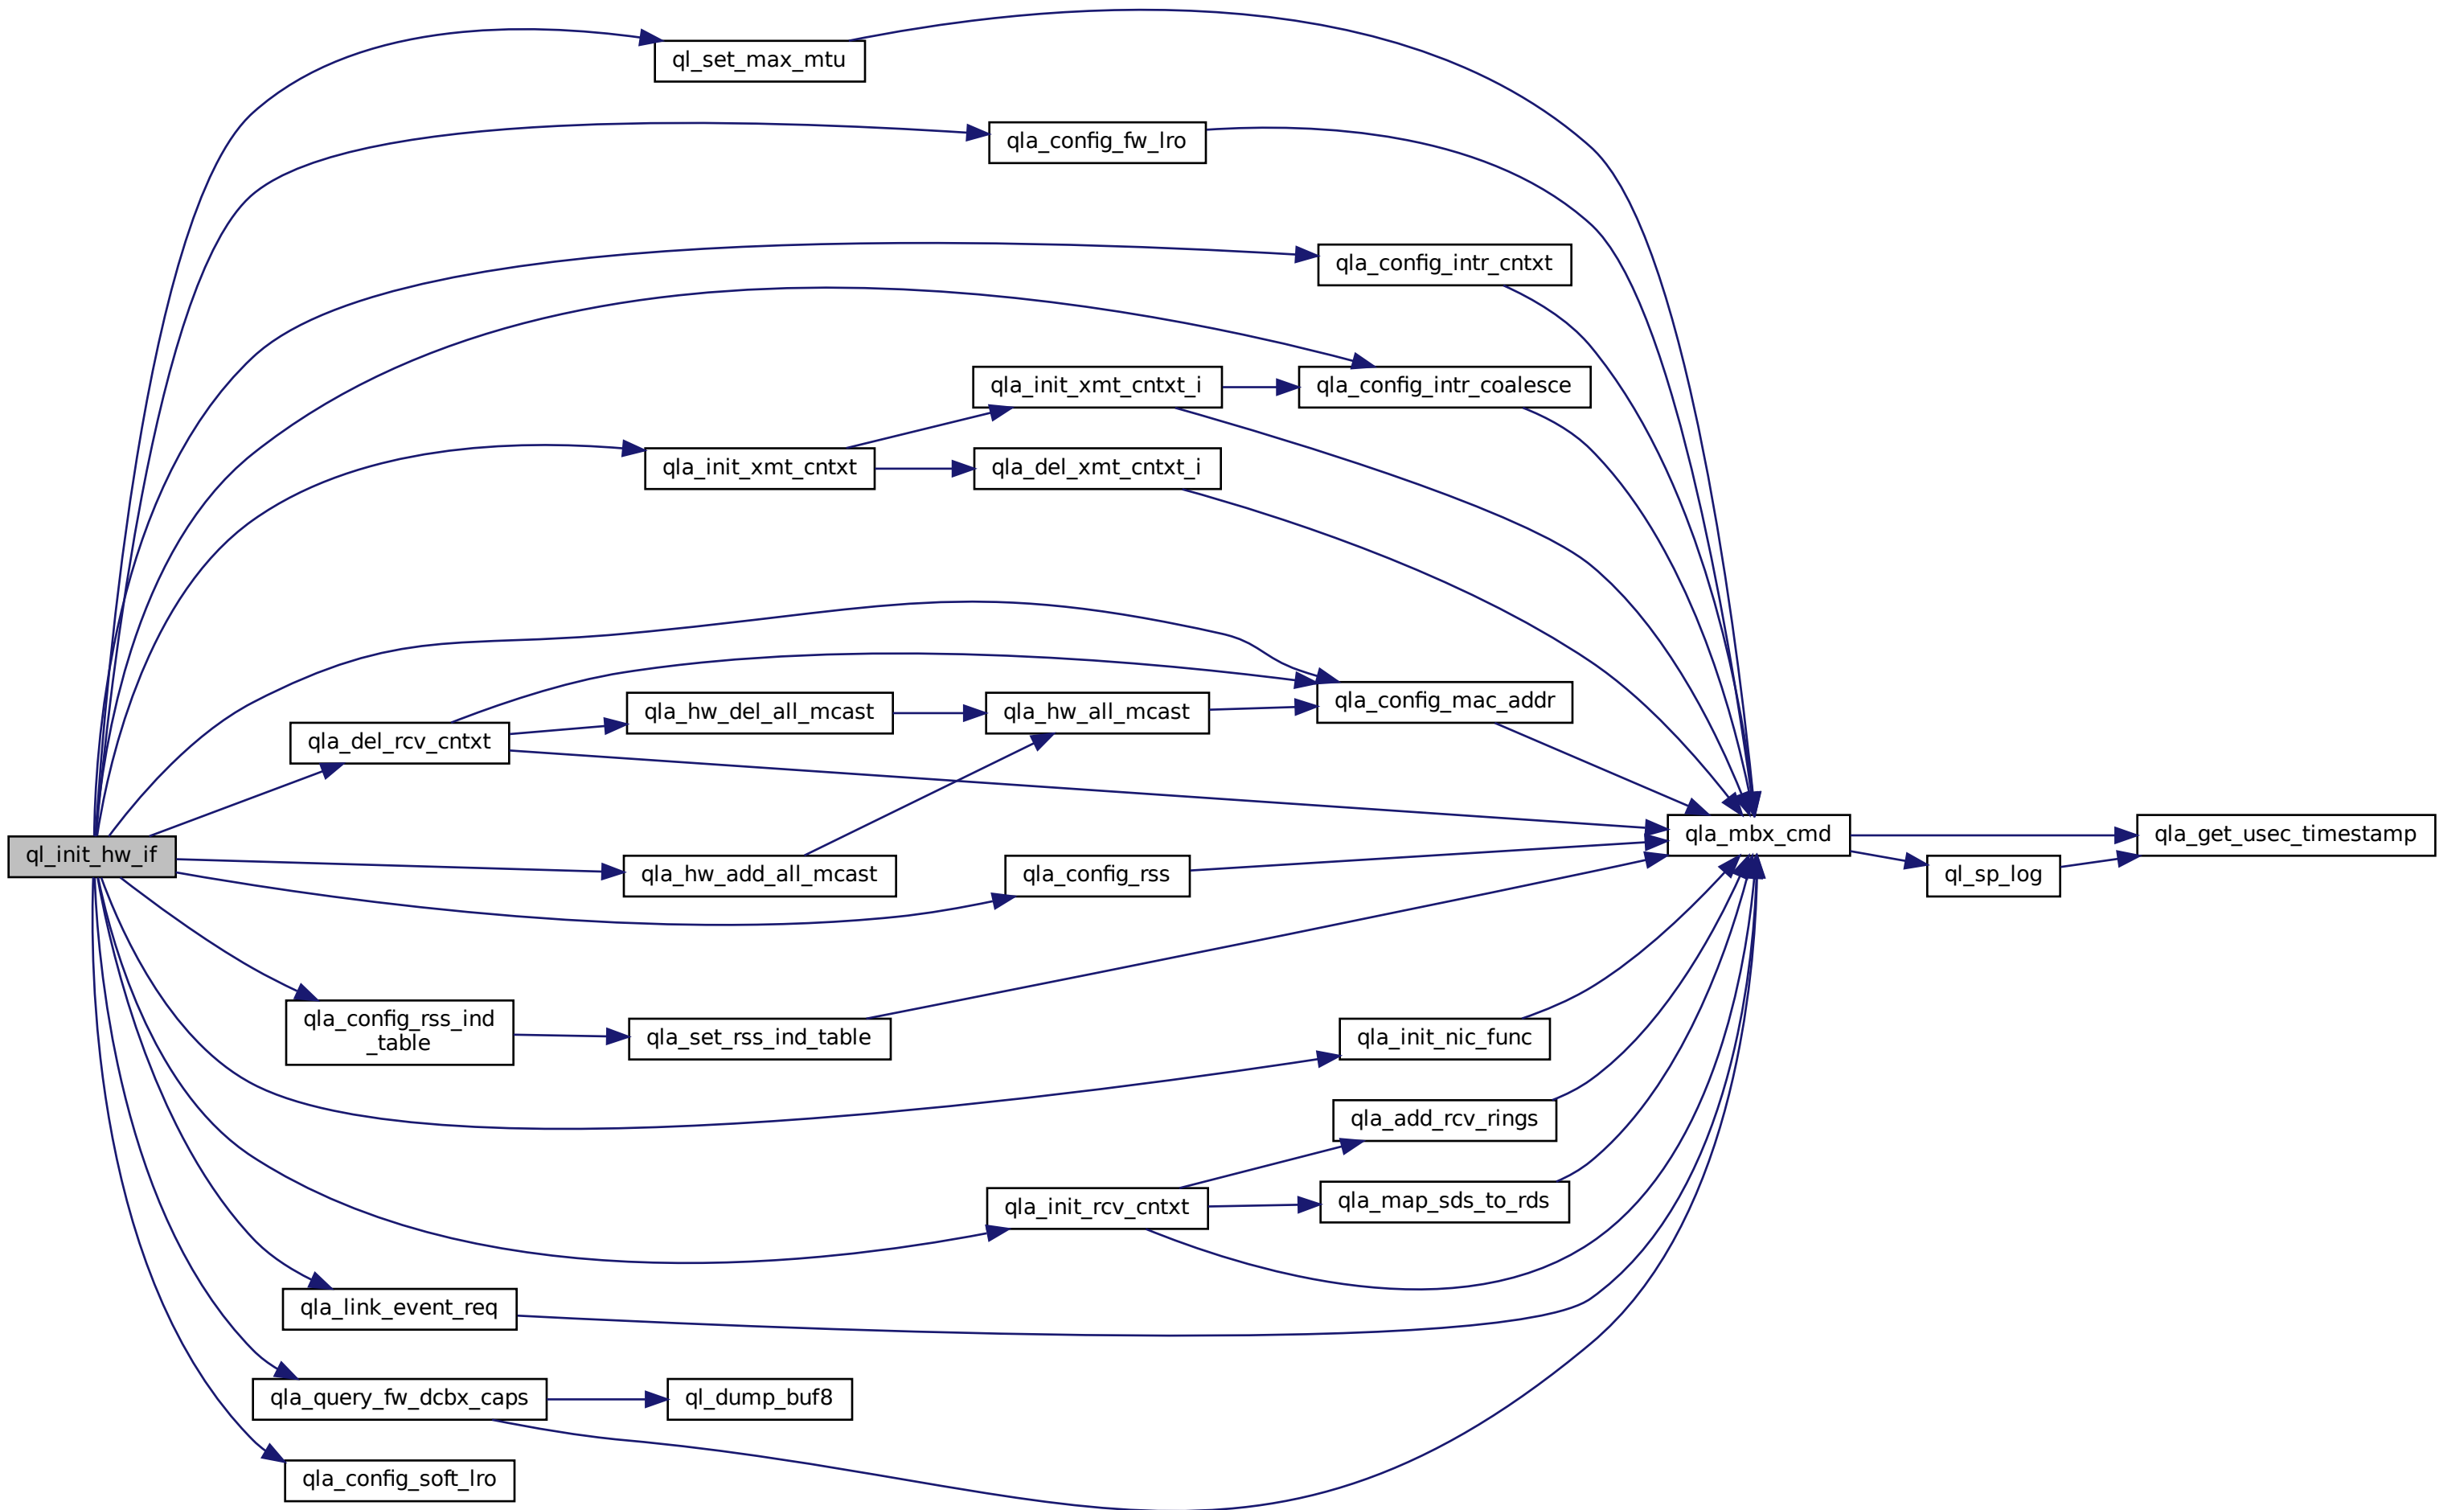 ql_set_max_mtu
qla_config_fw_lro
qla_config_intr_cntxt
qla_init_xmt_cntxt_i
qla_config_intr_coalesce
qla_init_xmt_cntxt
qla_del_xmt_cntxt_i
qla_config_mac_addr
qla_hw_del_all_mcast
qla_hw_all_mcast
qla_del_rcv_cntxt
qla_mbx_cmd
qla_get_usec_timestamp
ql_init_hw_if
qla_hw_add_all_mcast
qla_config_rss
ql_sp_log
qla_config_rss_ind
_table
qla_set_rss_ind_table
qla_init_nic_func
qla_add_rcv_rings
qla_map_sds_to_rds
qla_init_rcv_cntxt
qla_link_event_req
qla_query_fw_dcbx_caps
ql_dump_buf8
qla_config_soft_lro